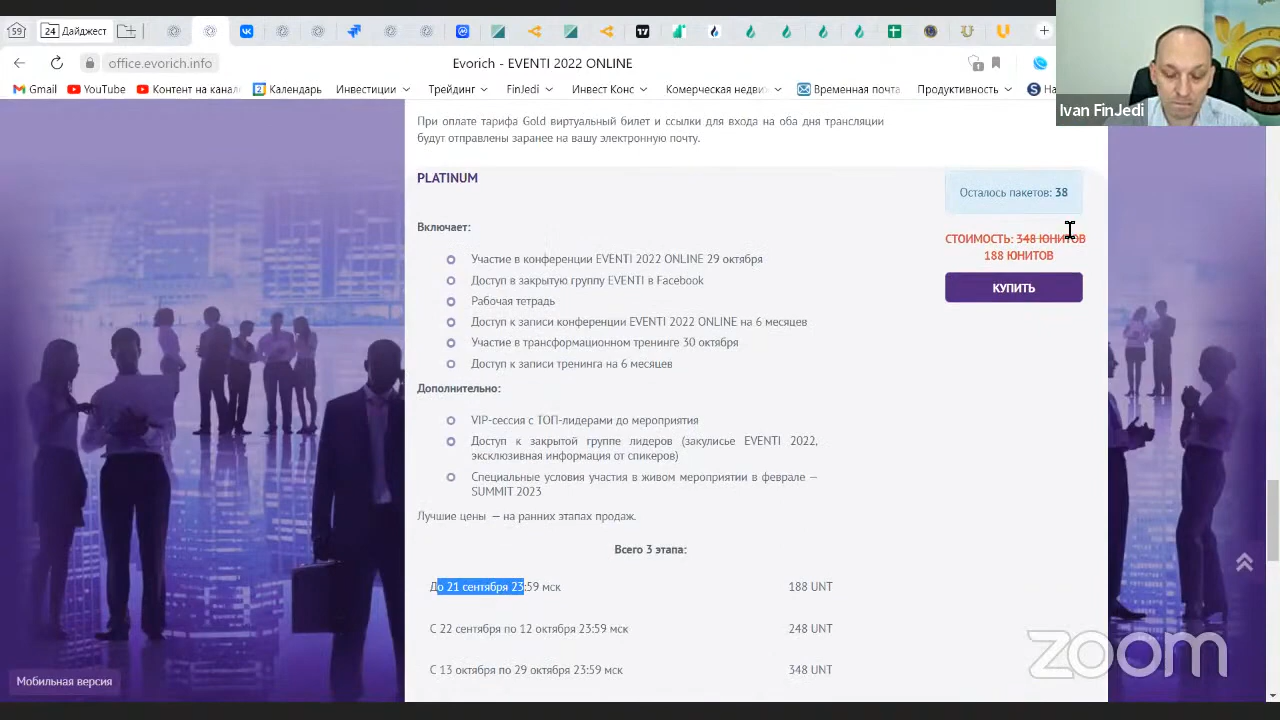 59
24 Дайджест
17
office.evorich.info
Evorich - EVENTI 2022 ONLINE
Gmail
YouTube
Контент на канал
Календарь
Инвестиции
Трейдинг
FinJedi
Инвест Конс
Комерческая недви
Временная почта
Продуктивность
Ivan FinJedi
При оплате тарифа Gold виртуальный билет и ссылки для входа на оба дня трансляции
будут отправлены заранее на вашу электронную почту.
PLATINUM
Осталось пакетов: 38
Включает:
СТОИМОСТЬ: 348 ЮНИТОВ
188 ЮНИТОВ
КУПИТЬ
Участие в конференции EVENTI 2022 ONLINE 29 октября
Доступ в закрытую группу EVENTI в Facebook
Рабочая тетрадь
Доступ к записи конференции EVENTI 2022 ONLINE на 6 месяцев
Участие в трансформационном тренинге 30 октября
Доступ к записи тренинга на 6 месяцев
Дополнительно:
VIP-сессия с ТОП-лидерами до мероприятия
Доступ к закрытой группе лидеров (закулисье EVENTI 2022,
эксклюзивная информация от спикеров)
Специальные условия участия в живом мероприятии в феврале —
SUMMIT 2023
Лучшие цены — на ранних этапах продаж.
Всего 3 этапа:
До 21 сентября 23:59 мск 188 UNT
С 22 сентября по 12 октября 23:59 мск 248 UNT
С 13 октября по 29 октября 23:59 мск 348 UNT
Мобильная версия
zoom